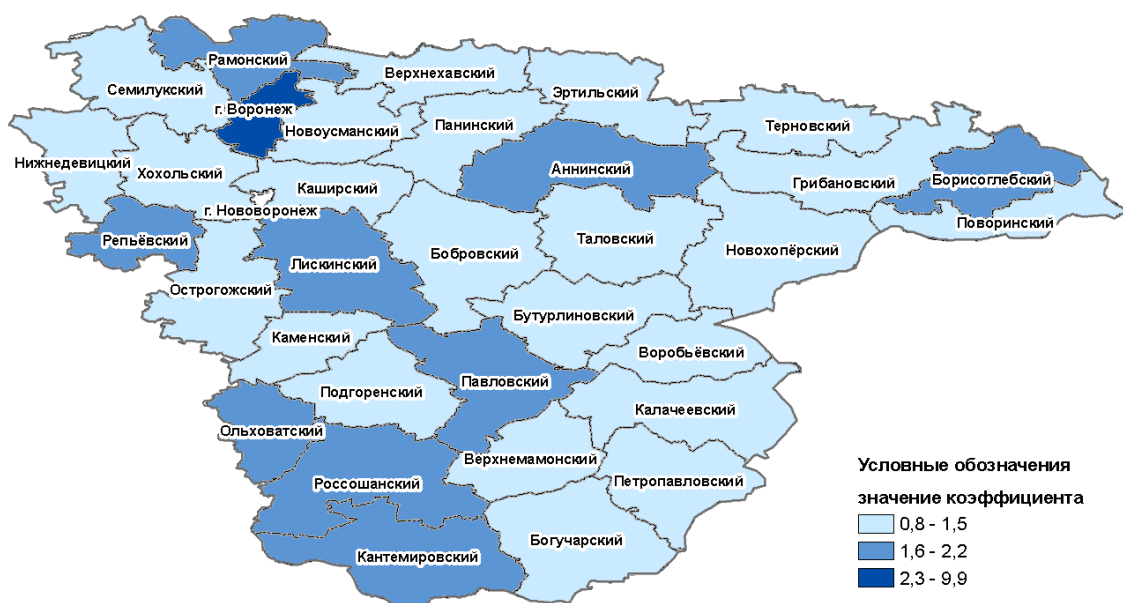 Рамонский
Верхнехавский
Семилукский
Эртильский
г. Воронеж
Новоусманский
Панинский
Терновский
Нижнедевицкий
Хохольский
Аннинский
Каширский
Грибановский
Борисоглебский
г. Нововоронеж
Поворинский
Репьёвский
Таловский
Новохопёрский
Бобровский
Лискинский
Острогожский
Бутурлиновский
Каменский
Воробьёвский
Павловский
Подгоренский
Калачеевский
Ольховатский
Верхнемамонский
Россошанский
Петропавловский
Богучарский
Кантемировский
Условные обозначения
значение коэффициента
0,8 - 1,5
1,6 - 2,2
2,3 - 9,9